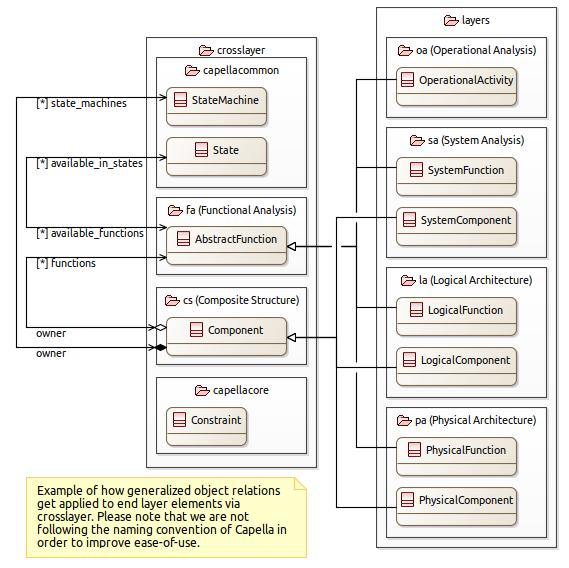 crosslayer
capellacommon
StateMachine
State
fa (Functional Analysis)
AbstractFunction
cs (Composite Structure)
Component
capellacore
Constraint
[*] state_machines
[*] available_in_states
[*] available_functions
[*] functions
owner
owner
layers
oa (Operational Analysis)
OperationalActivity
sa (System Analysis)
SystemFunction
SystemComponent
la (Logical Architecture)
LogicalFunction
LogicalComponent
pa (Physical Architecture)
PhysicalFunction
PhysicalComponent
Example of how generalized object relations
get applied to end layer elements via
crosslayer. Please note that we are not
following the naming convention of Capella in
order to improve ease-of-use.